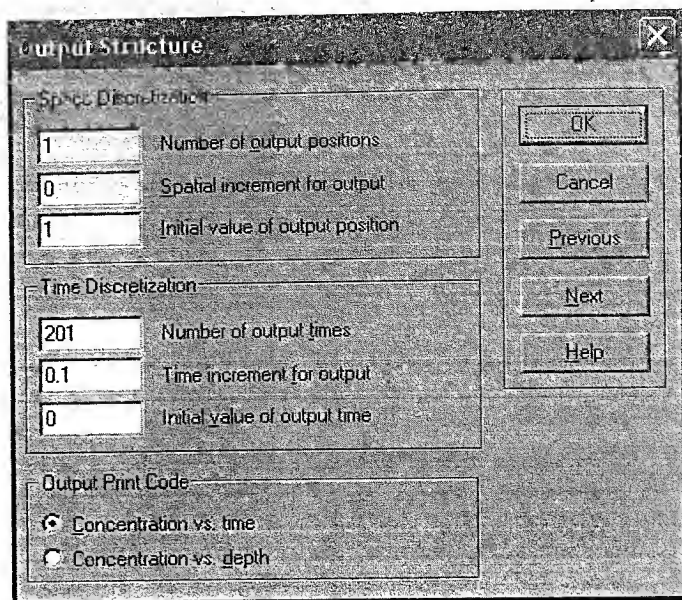 Output Structure
Space Discretization
1 Number of output positions
0 Spatial increment for output
1 Initial value of output position
Time Discretization
201 Number of output times
0.1 Time increment for output
0 Initial value of output time
Output Print Code
Concentration vs. time
Concentration vs. depth
OK
Cancel
Previous
Next
Help